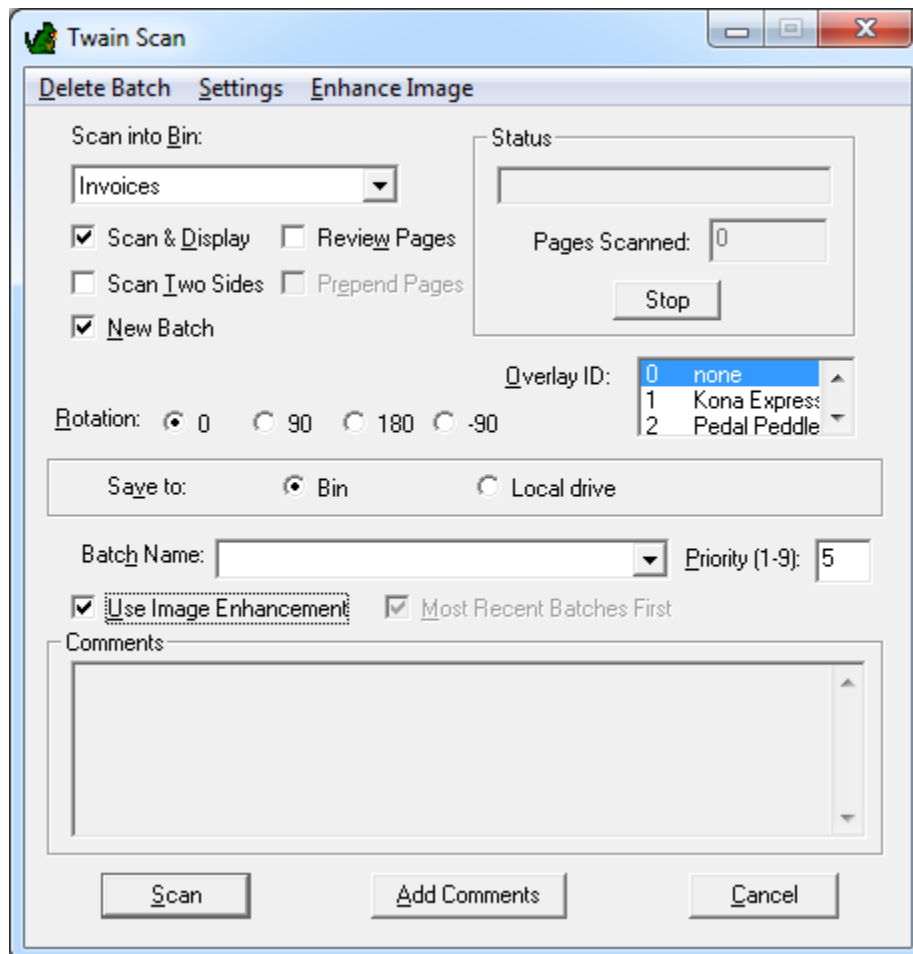 Twain Scan
Delete Batch Settings Enhance Image
Scan into Bin:
Invoices
Scan & Display Review Pages
Scan Two Sides Prepend Pages
New Batch
Status
Pages Scanned: 0
Stop
Overlay ID:
0 none
1 Kona Express
2 Pedal Peddle
Rotation: 0 90 180 -90
Save to: Bin Local drive
Batch Name: Priority (1-9): 5
Use Image Enhancement Most Recent Batches First
Comments
Scan Add Comments Cancel